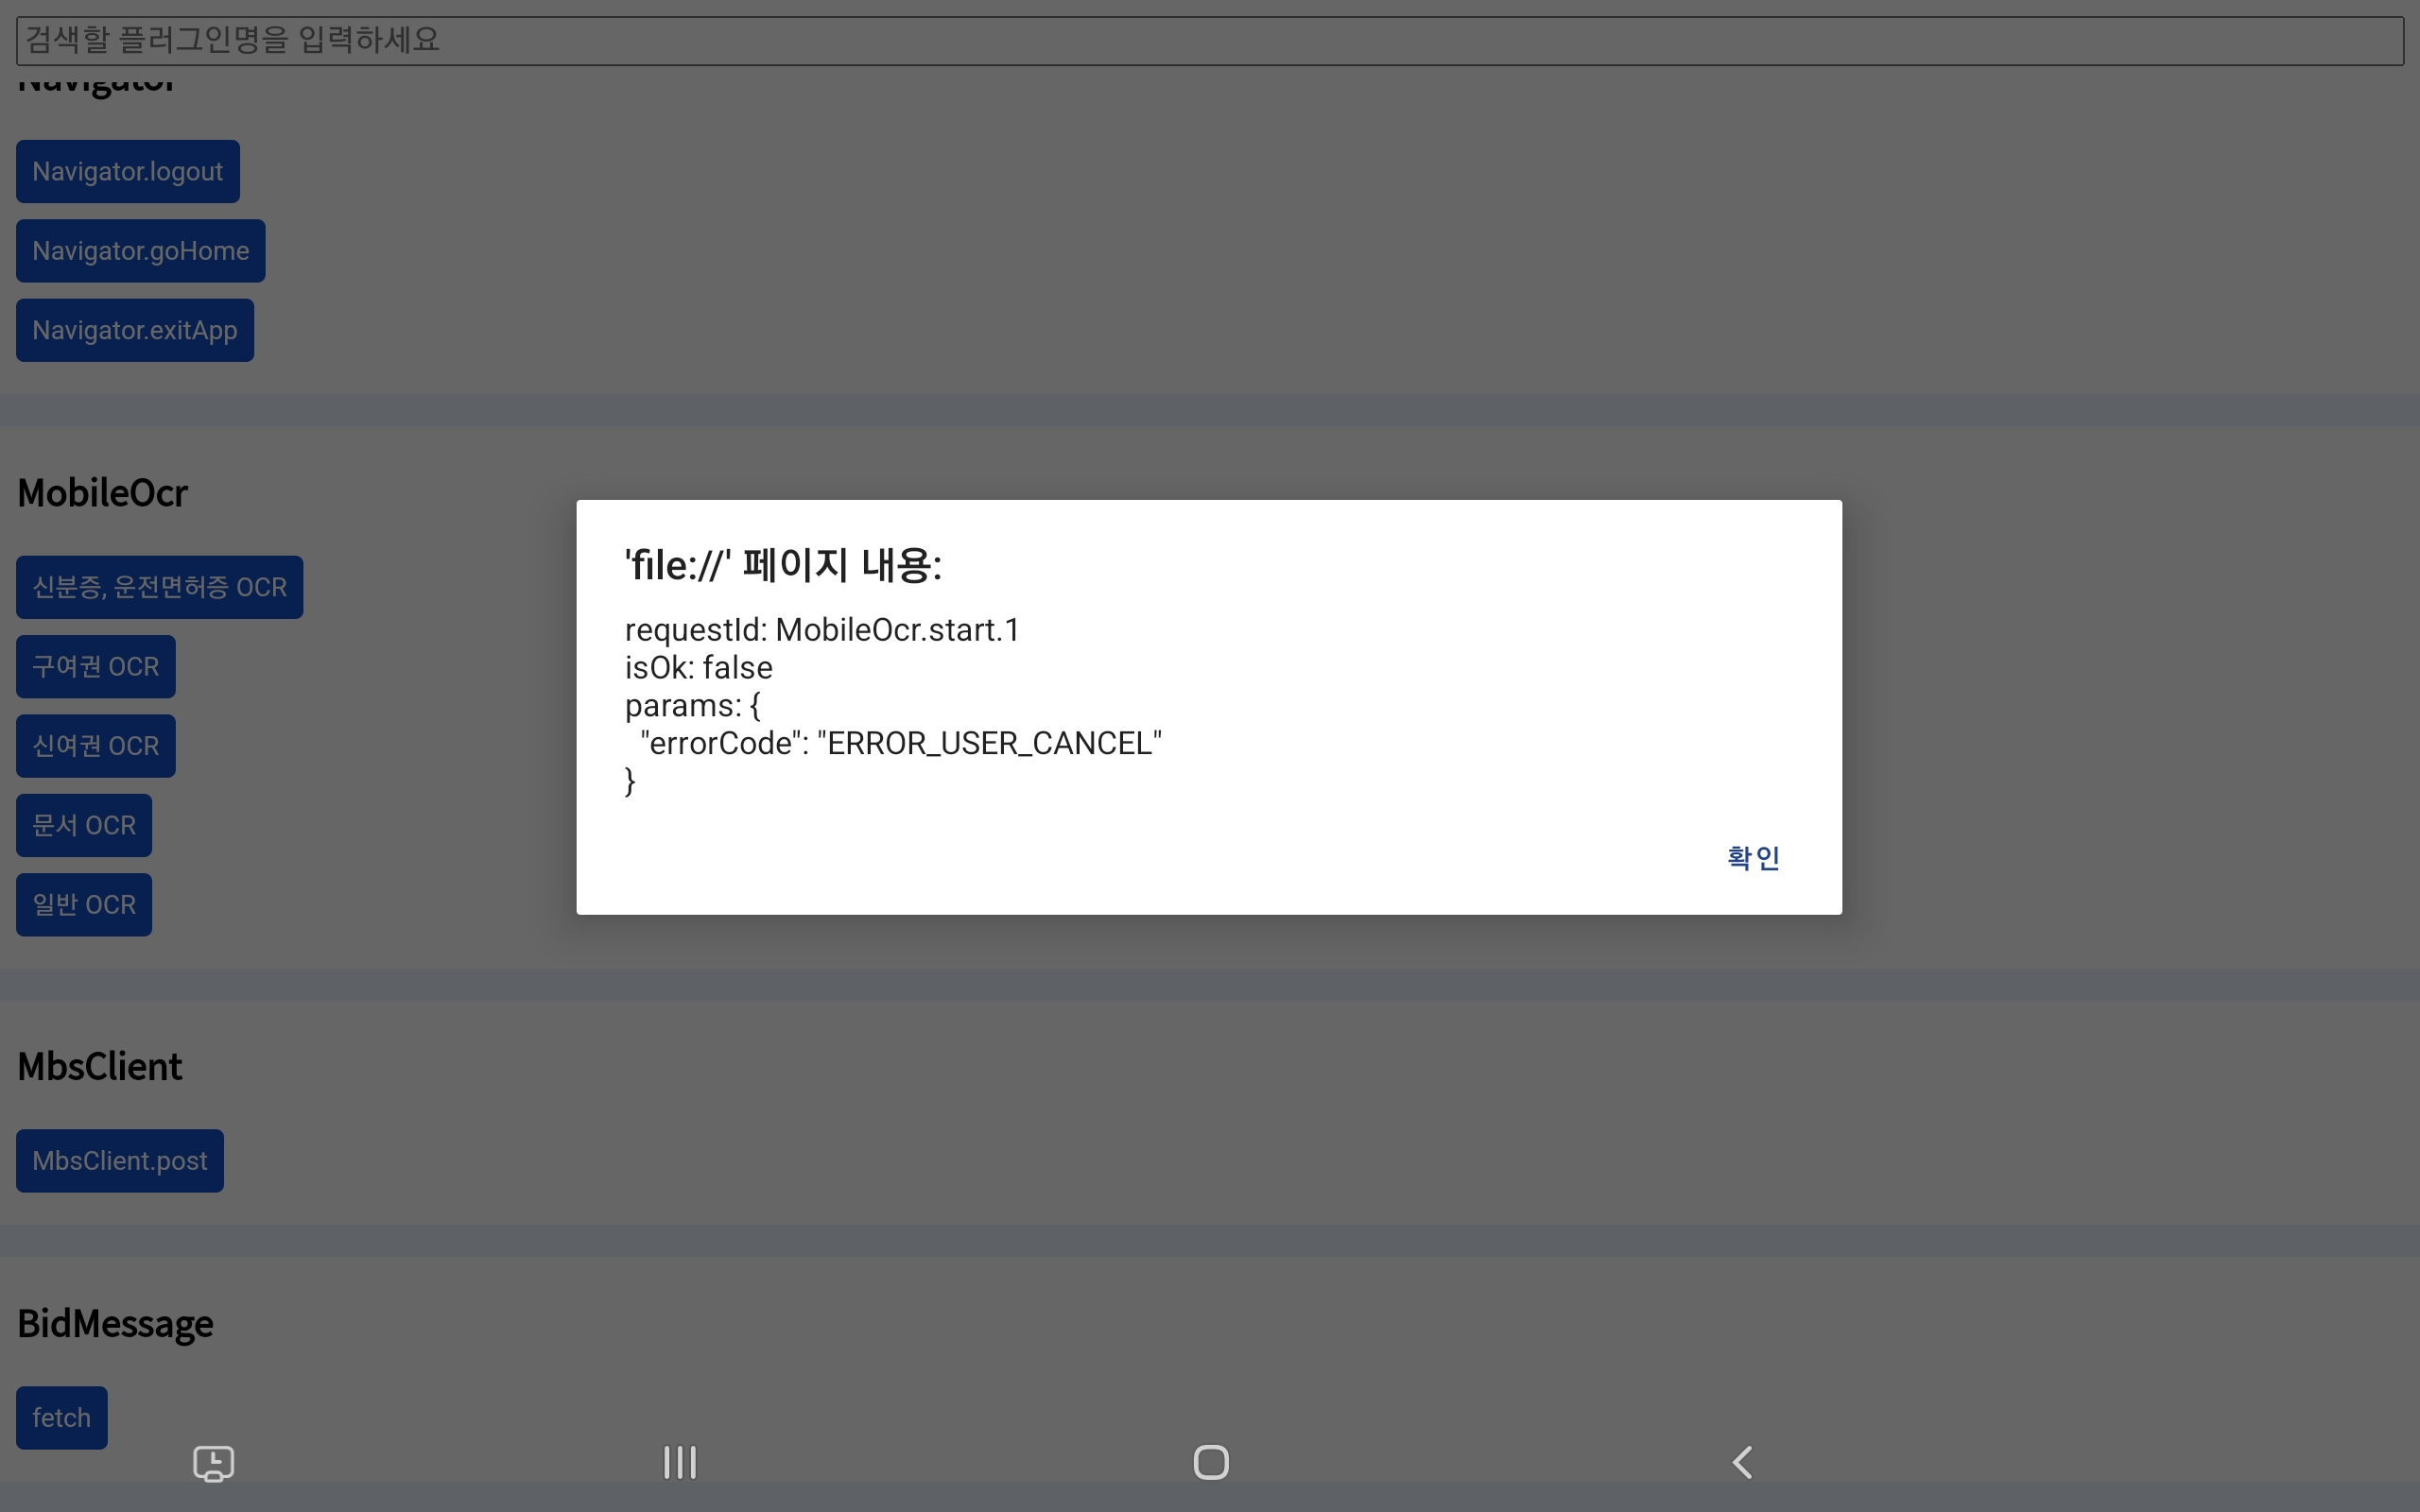 검색할 플러그인명을 입력하세요
Navigator
Navigator.logout
Navigator.goHome
Navigator.exitApp
MobileOcr
신분증, 운전면허증 OCR
구여권 OCR
신여권 OCR
문서 OCR
일반 OCR
'file://' 페이지 내용:
requestId: MobileOcr.start.1
isOk: false
params: {
"errorCode": "ERROR_USER_CANCEL"
}
확인
MbsClient
MbsClient.post
BidMessage
fetch